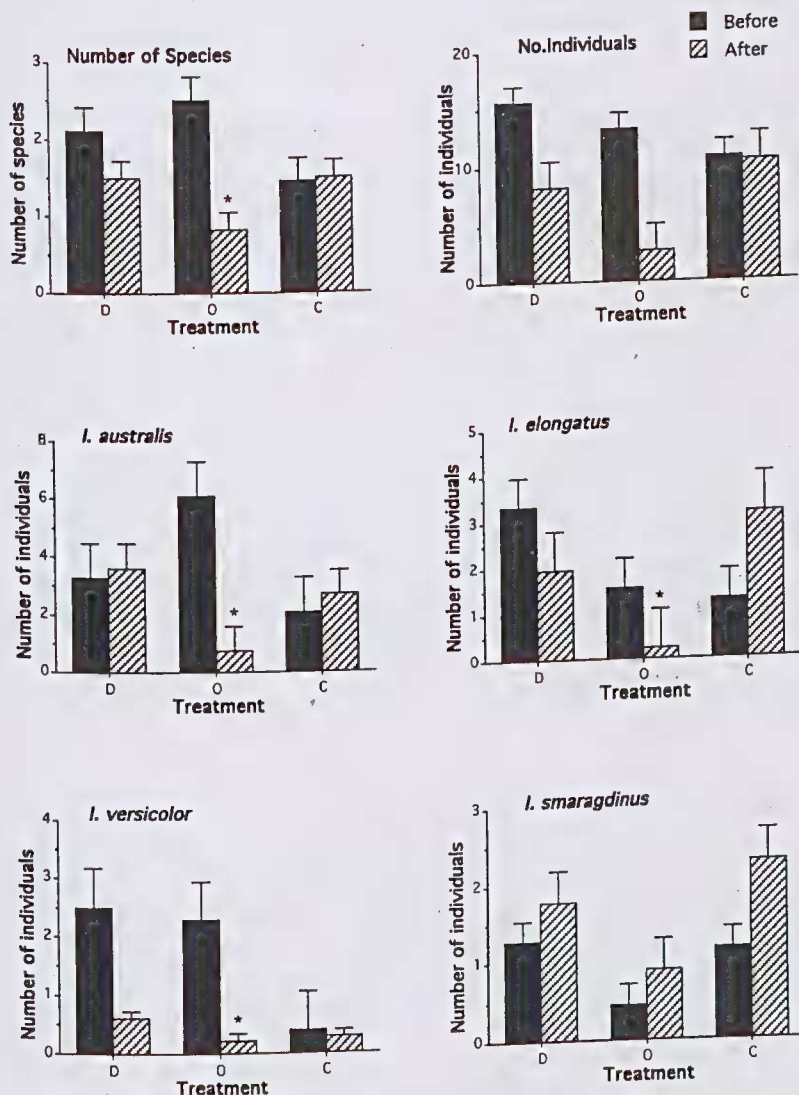 Before
After
Number of Species
Number of species
3
2
1
0
*
D O C
Treatment
No.Individuals
Number of individuals
20
10
0
D O C
Treatment
I. australis
Number of individuals
8
6
4
2
0
*
D O C
Treatment
I. elongatus
Number of individuals
5
4
3
2
1
0
*
D O C
Treatment
I. versicolor
Number of individuals
4
3
2
1
0
*
D O C
Treatment
I. smaragdinus
Number of individuals
3
2
1
0
D O C
Treatment